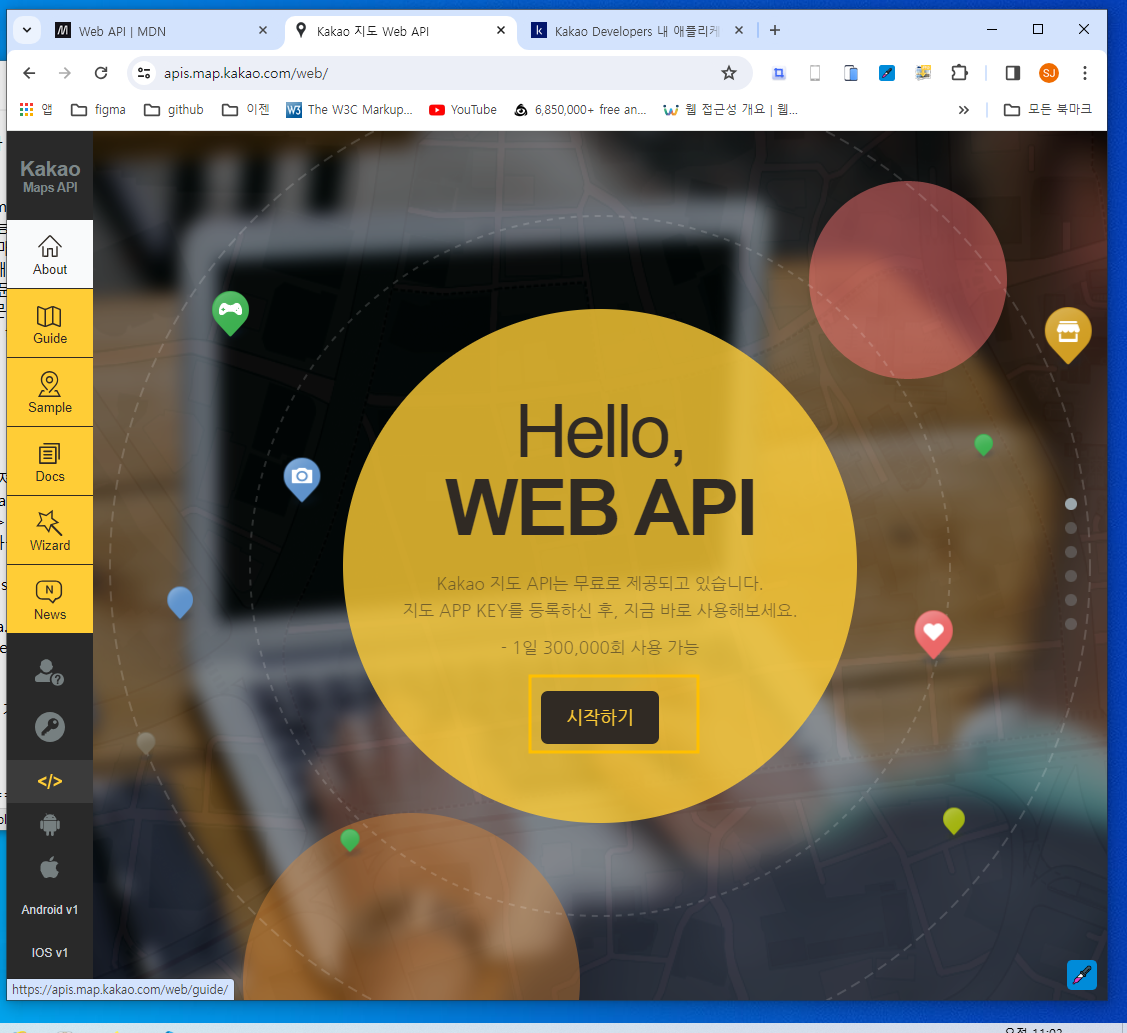 Web API | MDN
Kakao 지도 Web API
Kakao Developers 내 애플리케
apis.map.kakao.com/web/
SJ
앱
figma
github
이젠
W3
The W3C Markup...
YouTube
6,850,000+ free an...
웹 접근성 개요 | 웹...
모든 북마크
Kakao
Maps API
About
Guide
Sample
Docs
Wizard
N
News
</>
Android v1
IOS v1
Hello,
WEB API
Kakao 지도 API는 무료로 제공되고 있습니다.
지도 APP KEY를 등록하신 후, 지금 바로 사용해보세요.
- 1일 300,000회 사용 가능
시작하기
https://apis.map.kakao.com/web/guide/